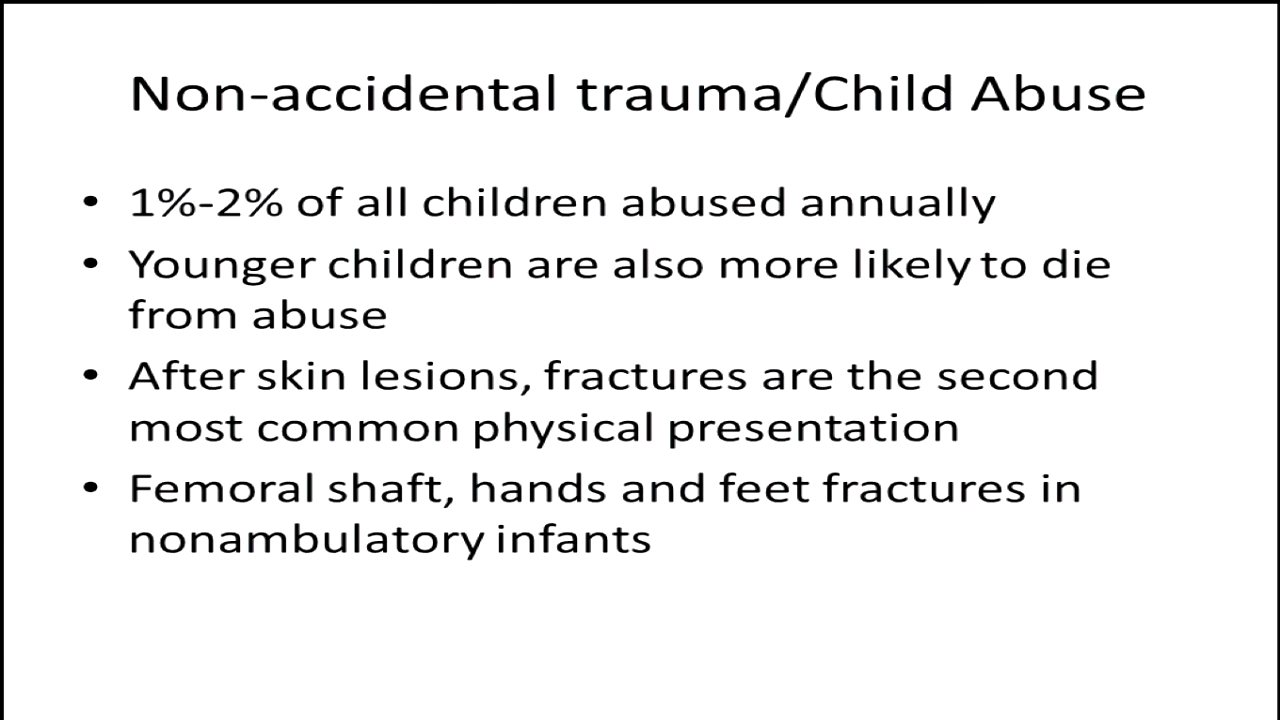 Non-accidental trauma/Child Abuse
• 1%-2% of all children abused annually
• Younger children are also more likely to die
from abuse
• After skin lesions, fractures are the second
most common physical presentation
• Femoral shaft, hands and feet fractures in
nonambulatory infants